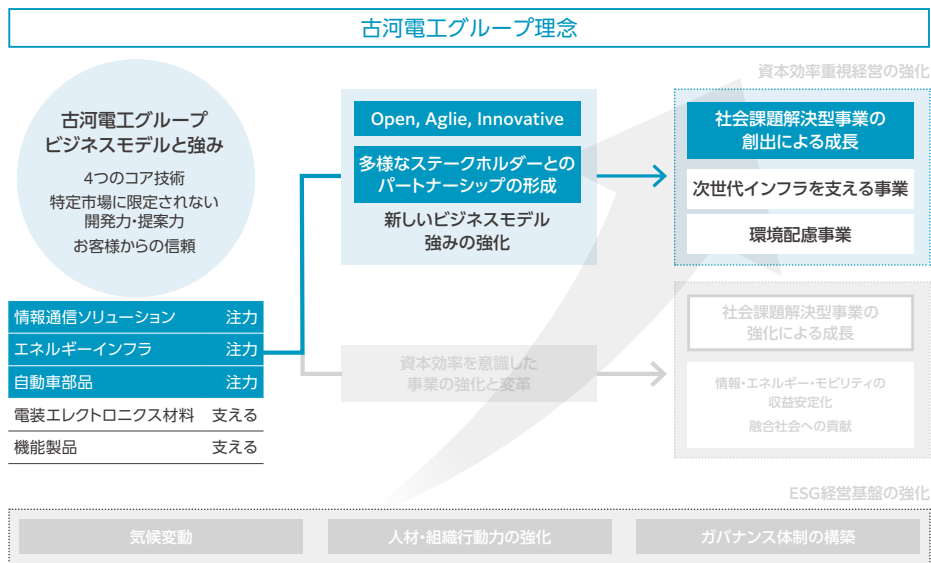 古河電工グループ理念
資本効率重視経営の強化
古河電工グループ
ビジネスモデルと強み
4つのコア技術
特定市場に限定されない
開発力・提案力
お客様からの信頼
情報通信ソリューション 注力
エネルギーインフラ 注力
自動車部品 注力
電装エレクトロニクス材料 支える
機能製品 支える
Open, Aglie, Innovative
多様なステークホルダーとの
パートナーシップの形成
新しいビジネスモデル
強みの強化
資本効率を意識した
事業の強化と変革
社会課題解決型事業の
創出による成長
次世代インフラを支える事業
環境配慮事業
社会課題解決型事業の
強化による成長
情報・エネルギー・モビリティの
収益安定化
融合社会への貢献
ESG経営基盤の強化
気候変動
人材・組織行動力の強化
ガバナンス体制の構築